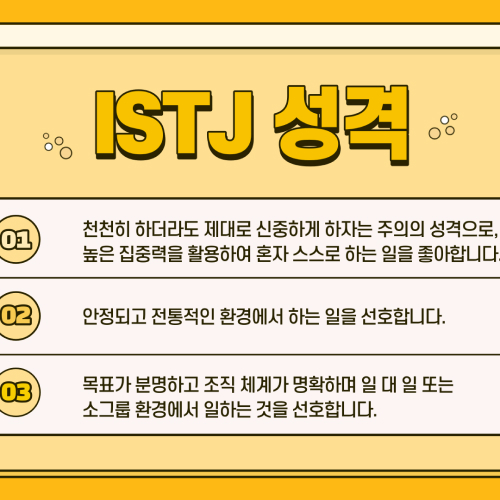 ISTJ 성격
01
천천히 하더라도 제대로 신중하게 하자는 주의의 성격으로,
높은 집중력을 활용하여 혼자 스스로 하는 일을 좋아합니다.
02
안정되고 전통적인 환경에서 하는 일을 선호합니다.
03
목표가 분명하고 조직 체계가 명확하며 일 대 일 또는
소그룹 환경에서 일하는 것을 선호합니다.